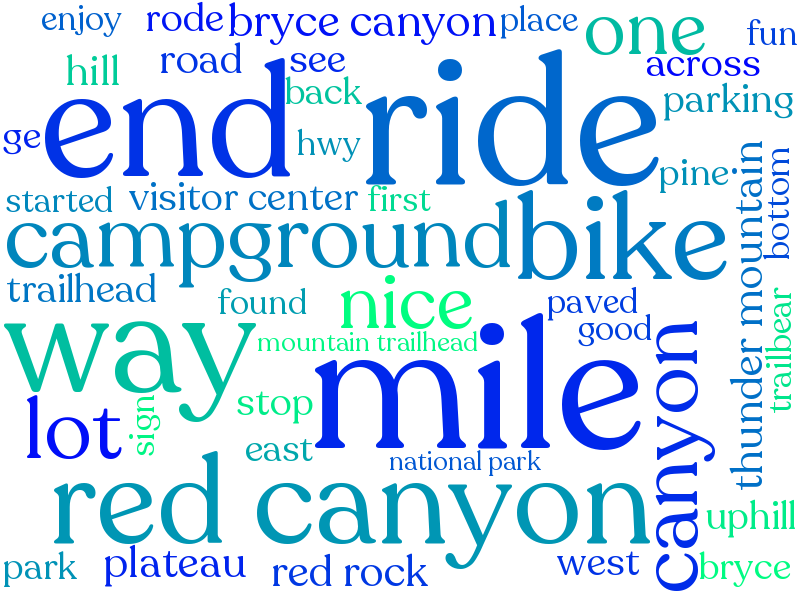 enjoy rode bryce canyon place one fun
hill road see across
back parking
ge end ride hwy pine
started visitor center first
campground bike
trailhead found nice paved good
way mountain trailhead mile
thunder mountain bottom
trailbear
canyon
lot sign stop east
national park
red canyon uphill
park plateau red rock west bryce